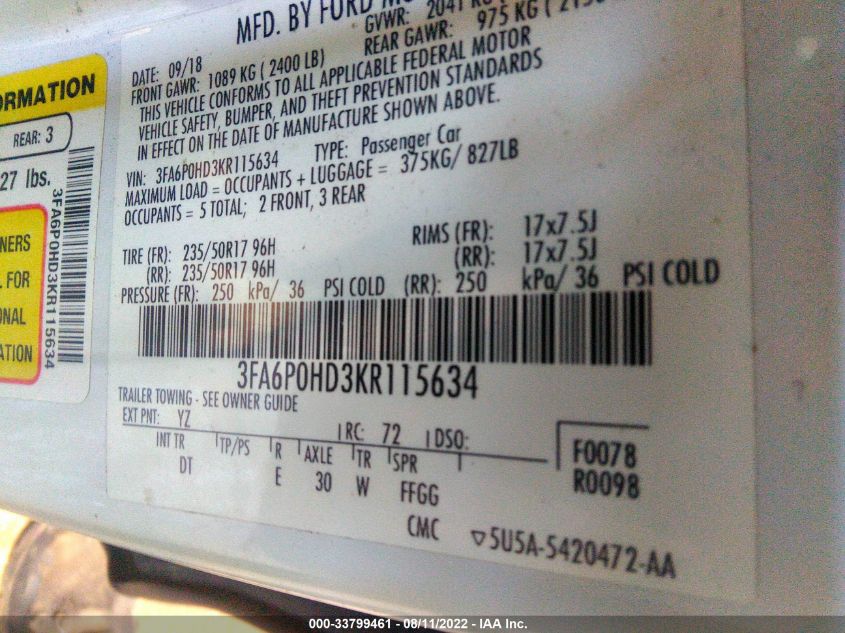 MFD. BY FORD
GVWR: 2041
DATE: 09/18
REAR GAWR: 975 KG (
FRONT GAWR: 1089 KG ( 2400 LB)
THIS VEHICLE CONFORMS TO ALL APPLICABLE FEDERAL MOTOR
VEHICLE SAFETY, BUMPER, AND THEFT PREVENTION STANDARDS
IN EFFECT ON THE DATE OF MANUFACTURE SHOWN ABOVE.
VIN: 3FA6P0HD3KR115634 TYPE: Passenger Car
MAXIMUM LOAD = OCCUPANTS + LUGGAGE = 375KG/ 827LB
OCCUPANTS = 5 TOTAL; 2 FRONT, 3 REAR
TIRE (FR): 235/50R17 96H RIMS (FR): 17x7.5J
(RR): 235/50R17 96H (RR): 17x7.5J
PRESSURE (FR): 250 kPa/ 36 PSI COLD (RR): 250 kPa/ 36 PSI COLD
3FA6P0HD3KR115634
TRAILER TOWING - SEE OWNER GUIDE
EXT PNT: YZ RC: 72 DSO:
INT TR TP/PS R AXLE TR SPR
DT E 30 W FFGG
F0078
R0098
CMC ▽5U5A-5420472-AA
ORMATION
REAR: 3
27 lbs.
NERS
FOR
ONAL
ATION
3FA6P0HD3KR115634
000-33799461 - 08/11/2022 - IAA Inc.